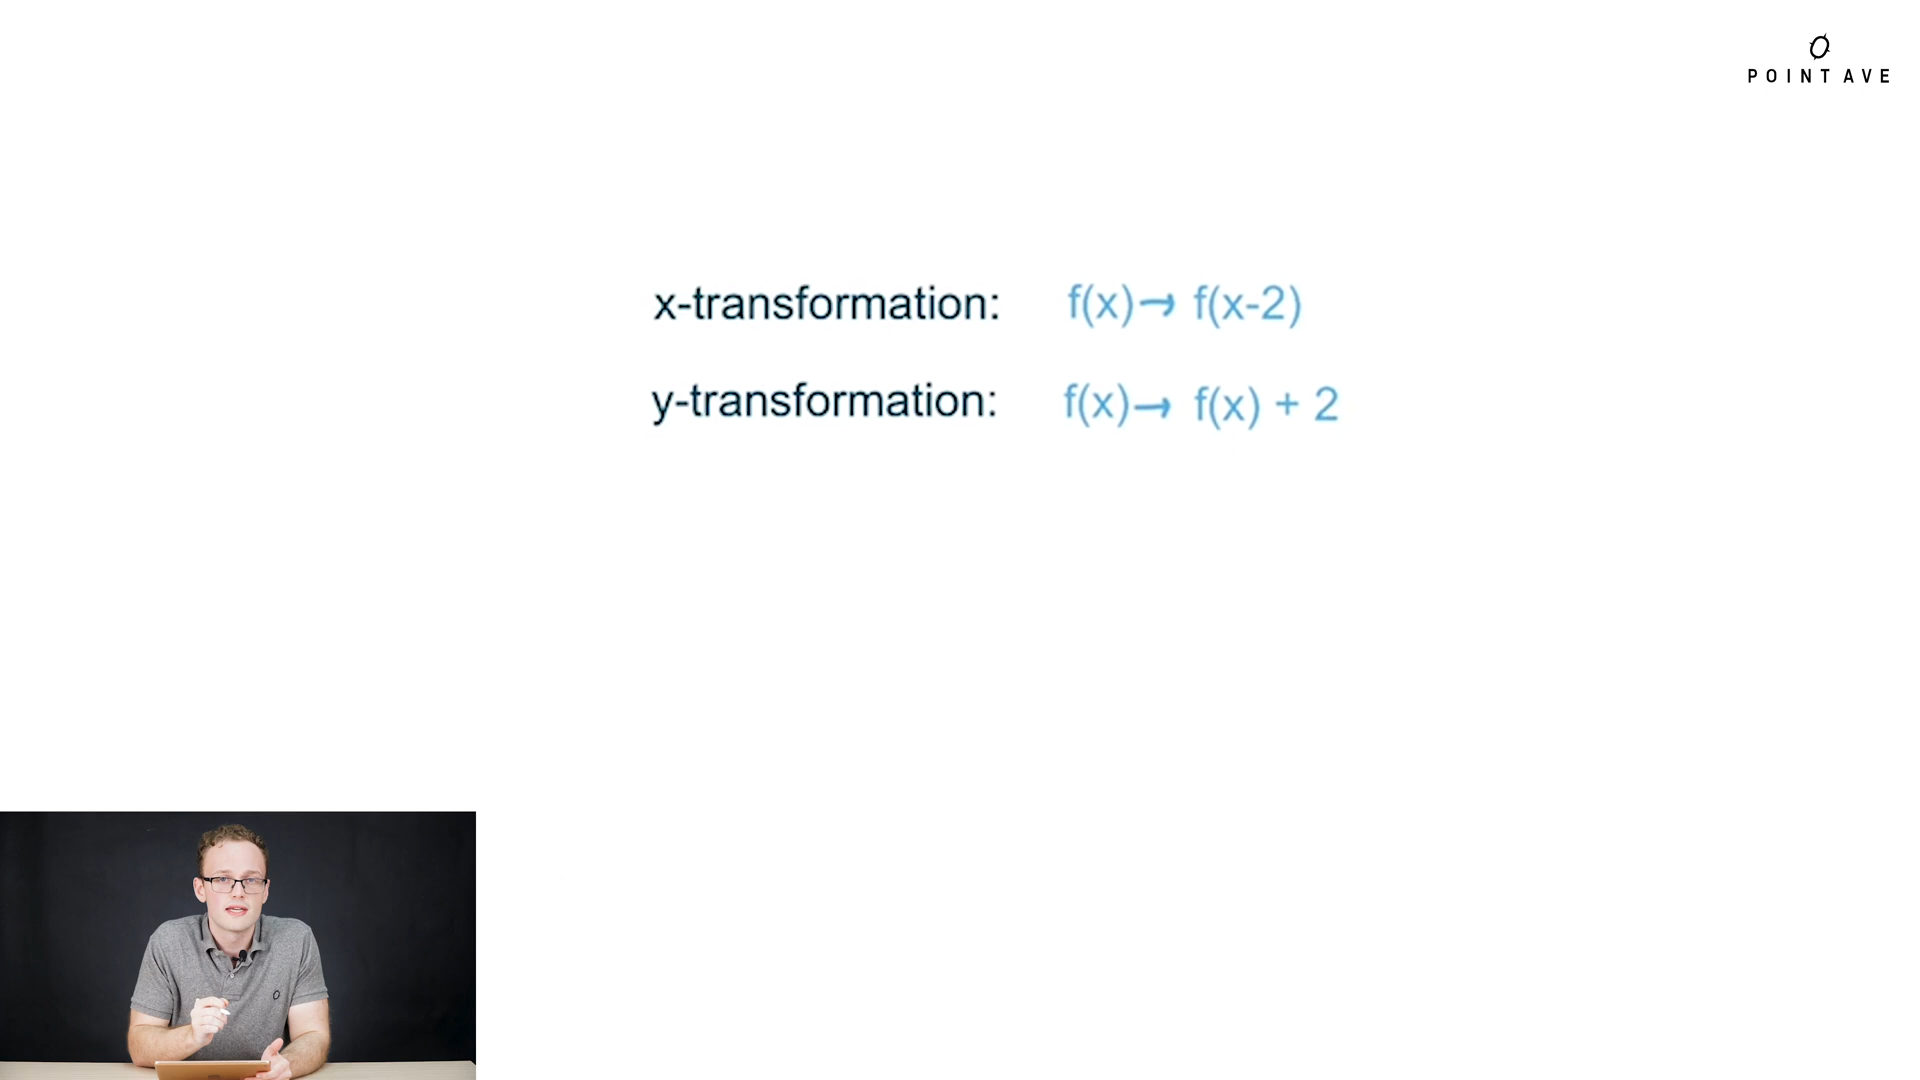 POINT AVE
x-transformation: f(x)→ f(x-2)
y-transformation: f(x)→ f(x) + 2